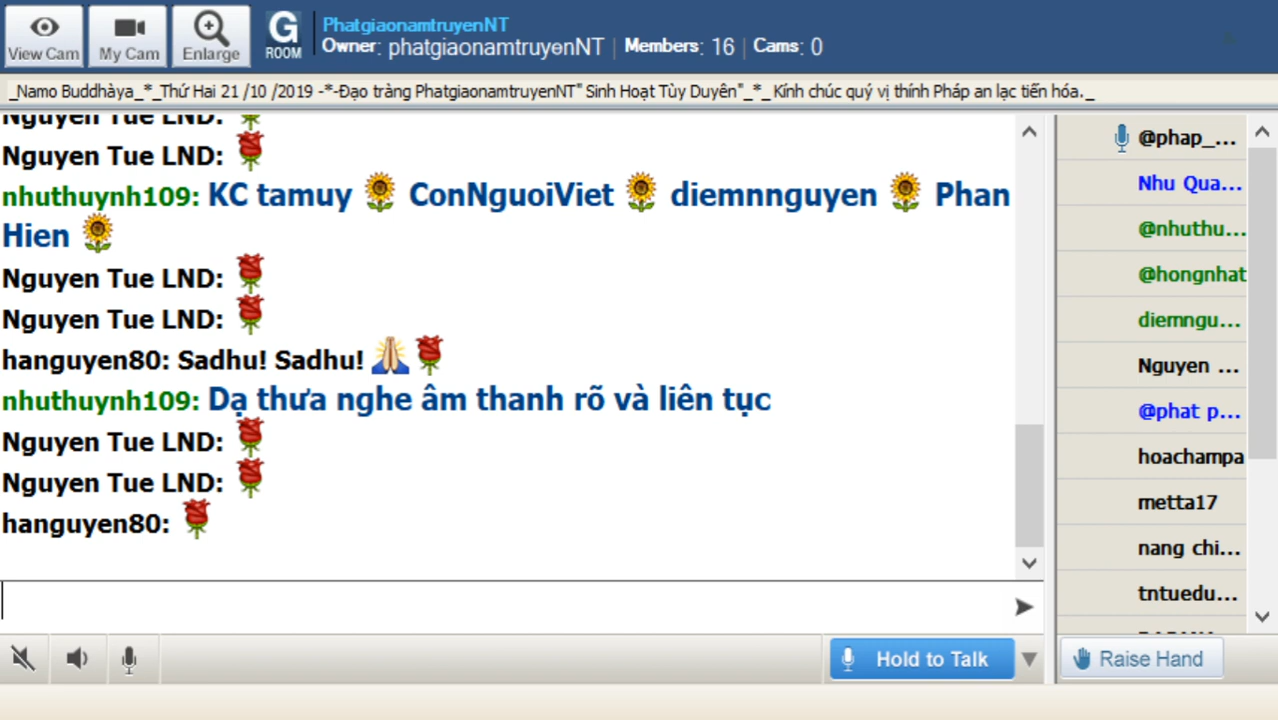 View Cam
My Cam
Enlarge
G
ROOM
PhatgiaonamtruyenNT
Owner: phatgiaonamtruyenNT | Members: 16 | Cams: 0
_Namo Buddhàya_*_Thứ Hai 21 /10 /2019 -*-Đạo tràng PhatgiaonamtruyenNT" Sinh Hoạt Tùy Duyên"_*_ Kính chúc quý vị thính Pháp an lạc tiến hóa._
Nguyen Tue LND:
Nguyen Tue LND:
nhuthuynh109: KC tamuy 🌻 ConNguoiViet 🌻 diemnnguyen 🌻 Phan
Hien 🌻
Nguyen Tue LND: 🌹
Nguyen Tue LND: 🌹
hanguyen80: Sadhu! Sadhu! 🙏🌹
nhuthuynh109: Dạ thưa nghe âm thanh rõ và liên tục
Nguyen Tue LND: 🌹
Nguyen Tue LND: 🌹
hanguyen80: 🌹
@phap_...
Nhu Qua...
@nhuthu...
@hongnhat
diemngu...
Nguyen ...
@phat p...
hoachampa
metta17
nang chi...
tntuedu...
Hold to Talk
Raise Hand